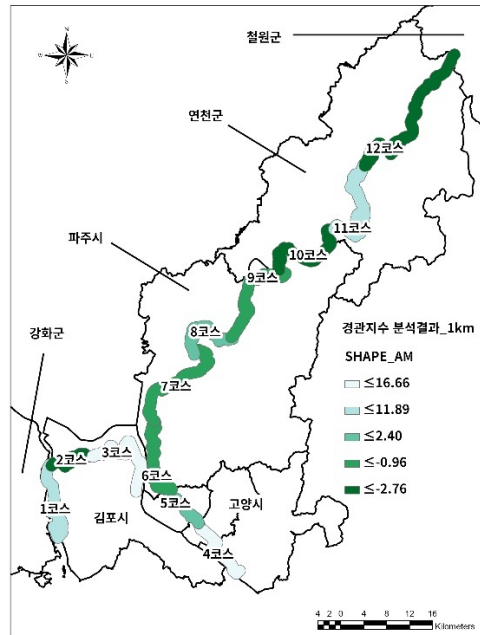 철원군
N
W
E
S
연천군
12코스
11코스
파주시
10코스
9코스
경관지수 분석결과_1km
8코스
강화군
SHAPE_AM
≤16.66
7코스
≤11.89
≤2.40
3코스
2코스
≤-0.96
6코스
≤-2.76
5코스
고양시
1코스
김포시
4코스
4 2 0 4 8 12 16
Kilometers